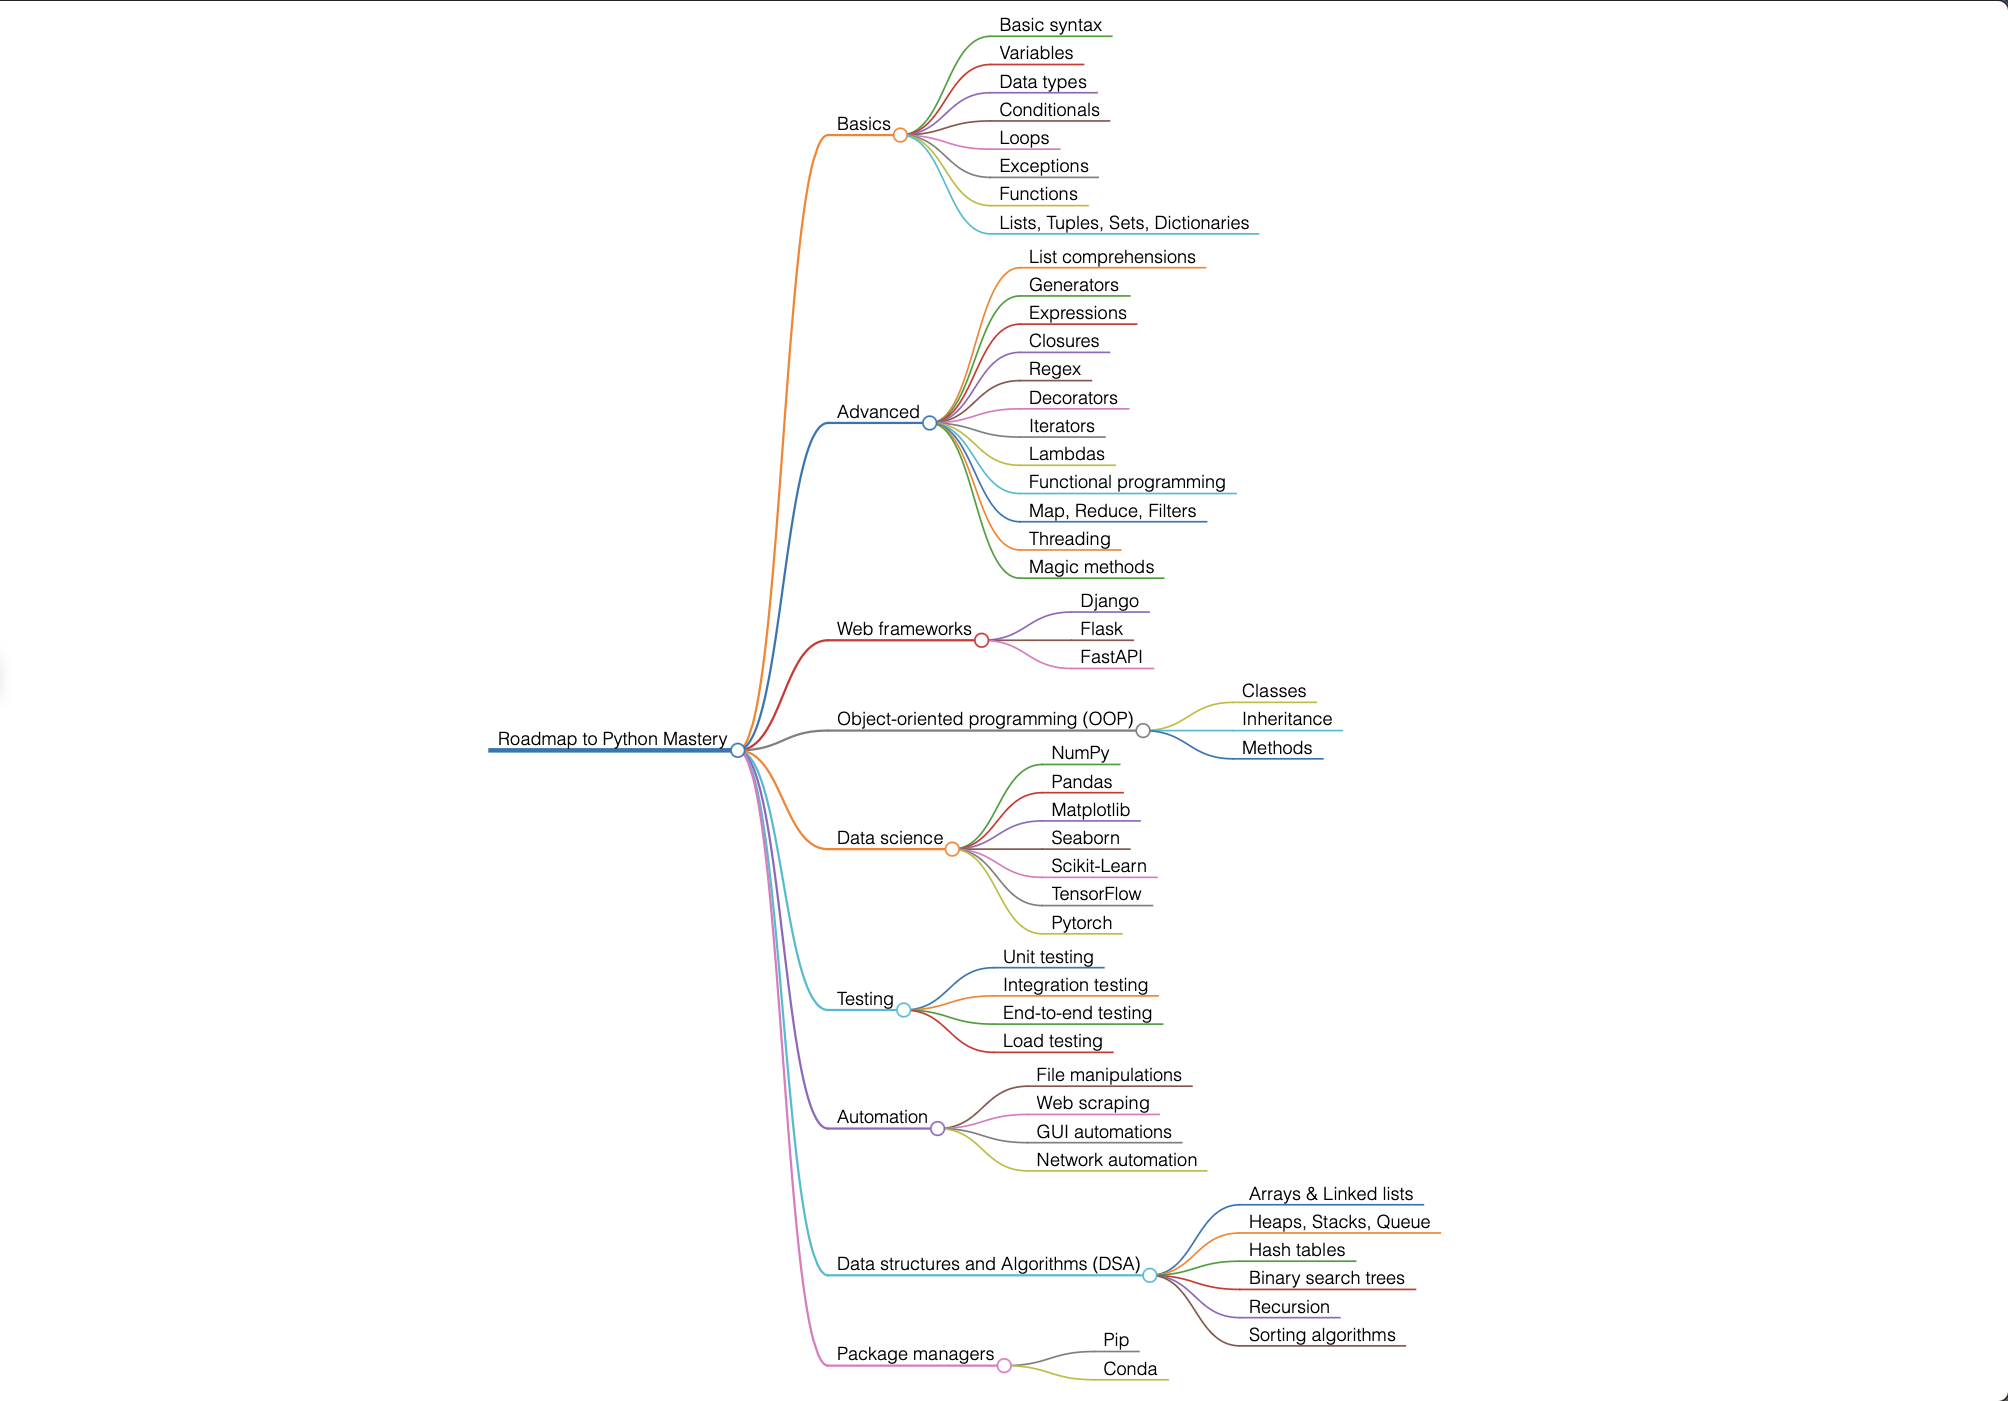 Roadmap to Python Mastery
Basics
Basic syntax
Variables
Data types
Conditionals
Loops
Exceptions
Functions
Lists, Tuples, Sets, Dictionaries
Advanced
List comprehensions
Generators
Expressions
Closures
Regex
Decorators
Iterators
Lambdas
Functional programming
Map, Reduce, Filters
Threading
Magic methods
Web frameworks
Django
Flask
FastAPI
Object-oriented programming (OOP)
Classes
Inheritance
Methods
Data science
NumPy
Pandas
Matplotlib
Seaborn
Scikit-Learn
TensorFlow
Pytorch
Testing
Unit testing
Integration testing
End-to-end testing
Load testing
Automation
File manipulations
Web scraping
GUI automations
Network automation
Data structures and Algorithms (DSA)
Arrays & Linked lists
Heaps, Stacks, Queue
Hash tables
Binary search trees
Recursion
Sorting algorithms
Package managers
Pip
Conda